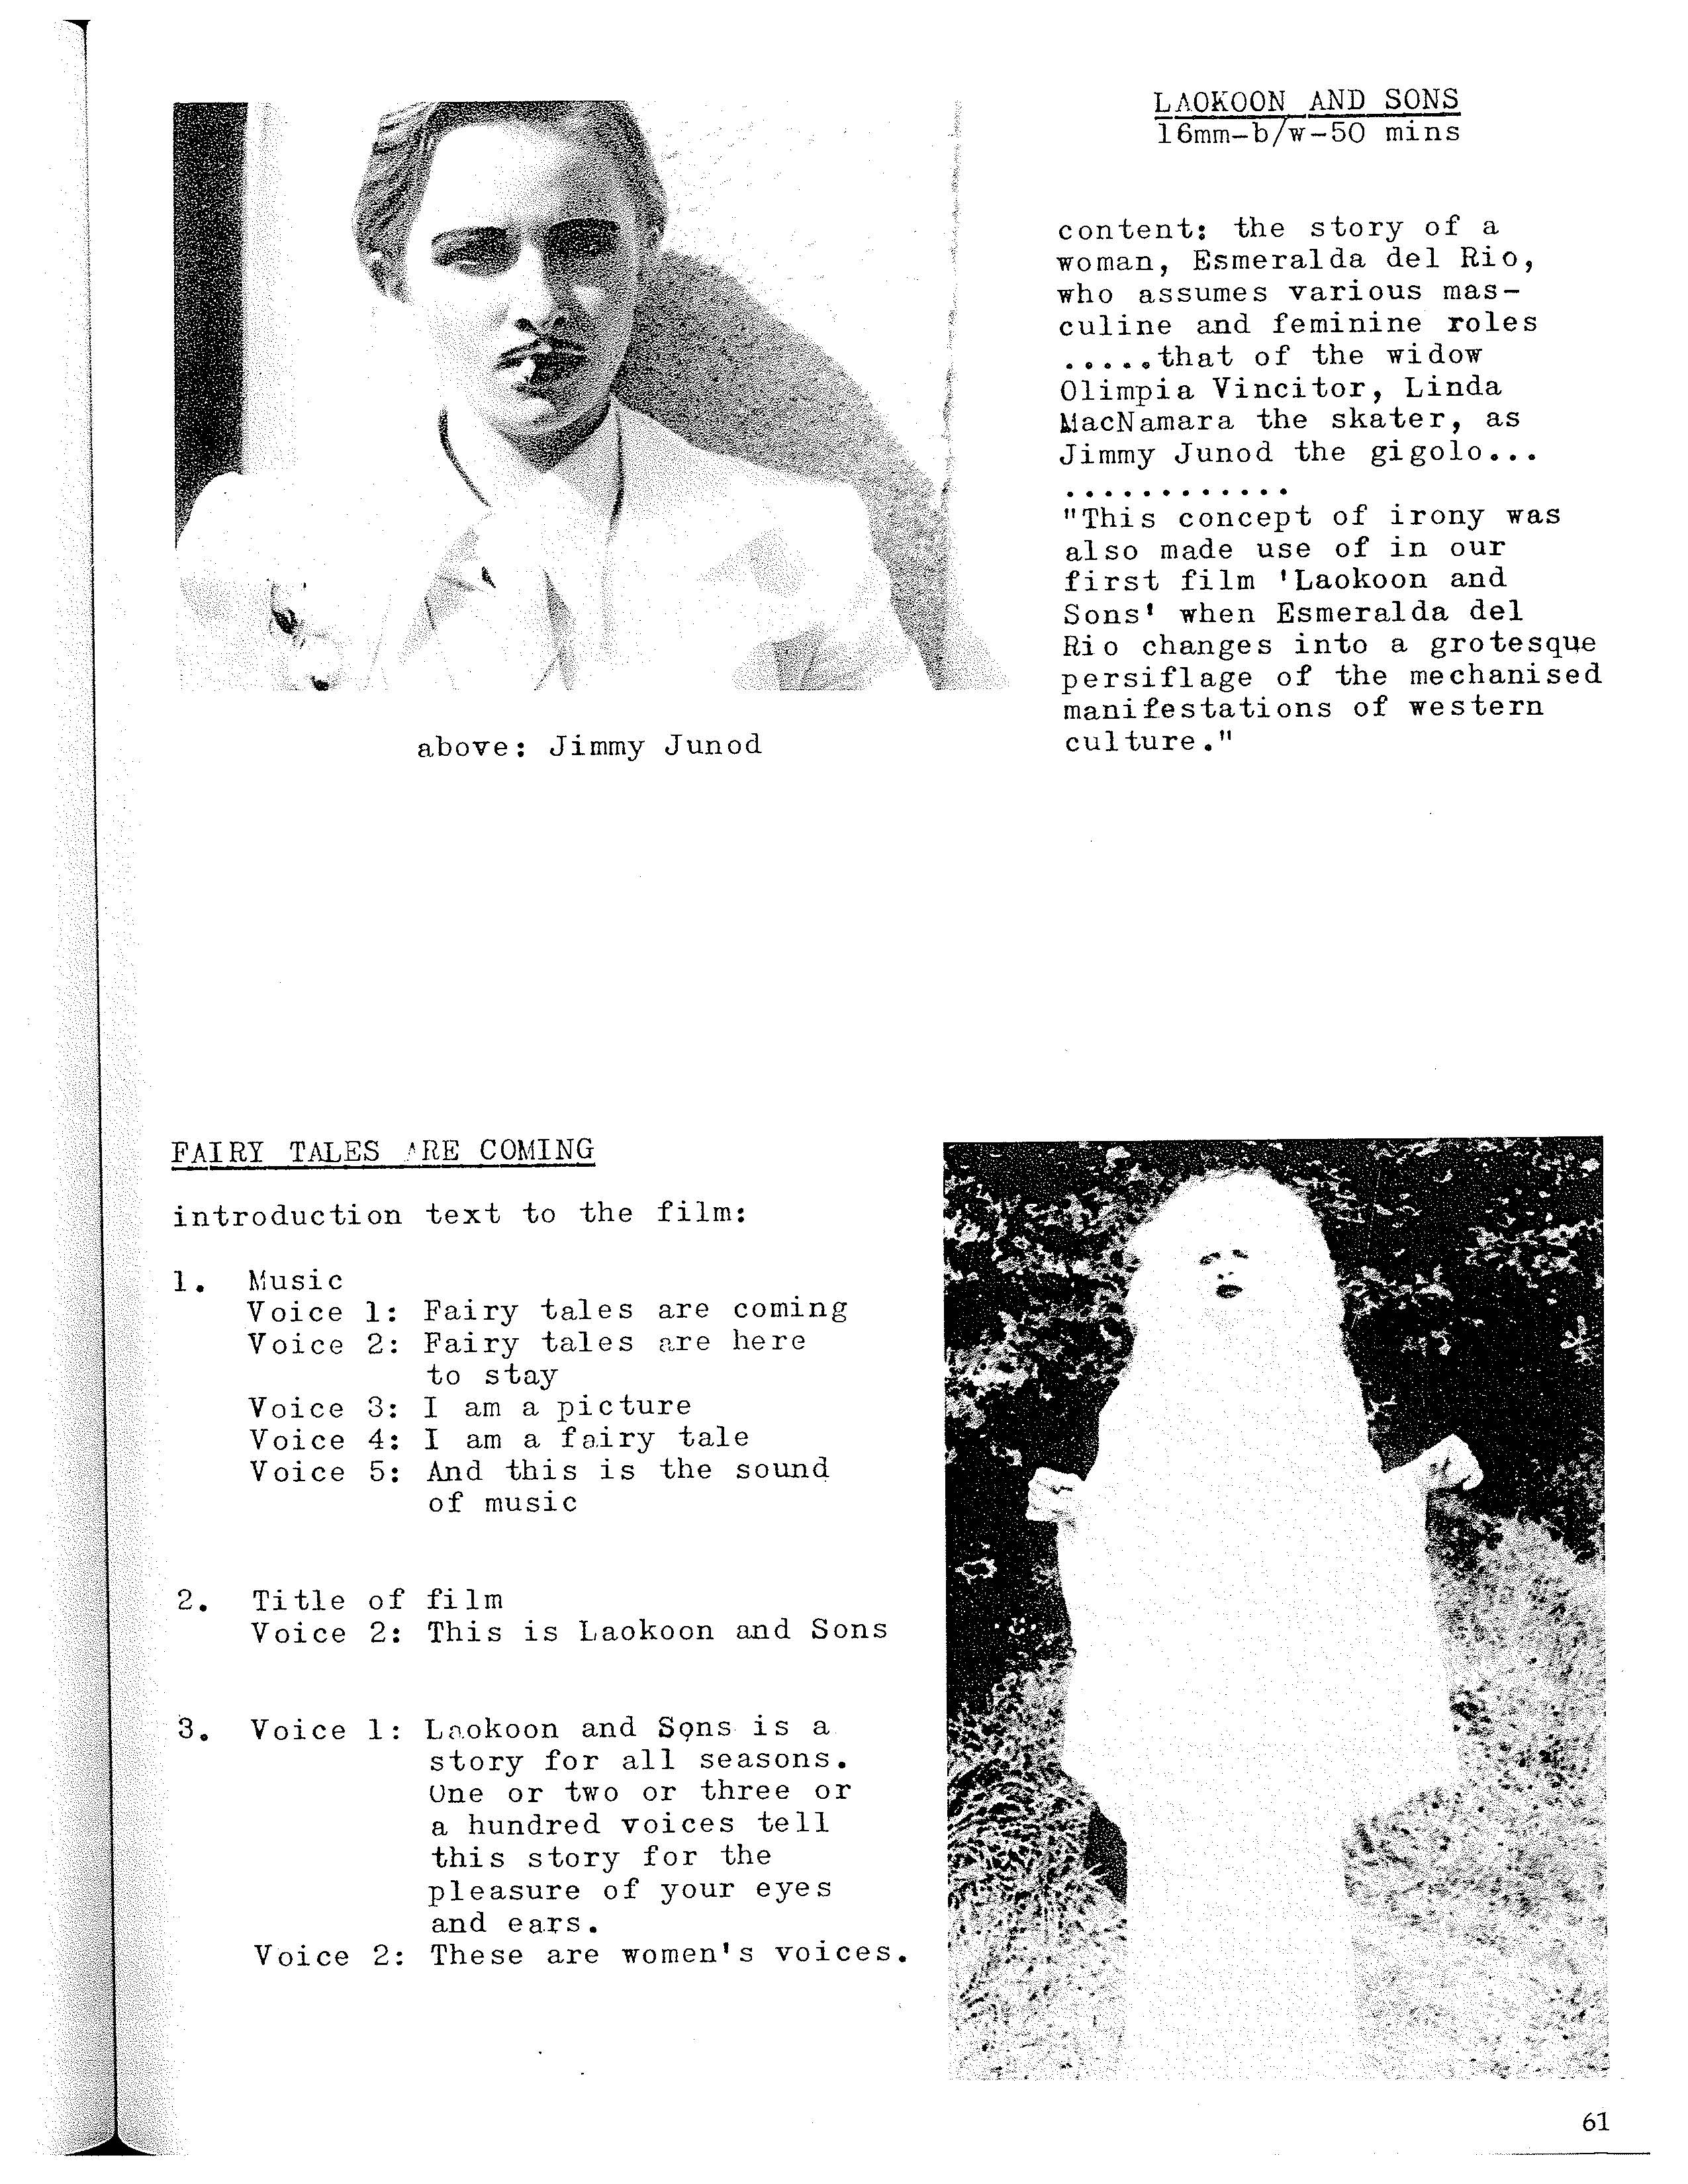 LAOKOON AND SONS
16mm-b/w-50 mins
content: the story of a
woman, Esmeralda del Rio,
who assumes various mas-
culine and feminine roles
.....that of the widow
Olimpia Vincitor, Linda
MacNamara the skater, as
Jimmy Junod the gigolo...
............
"This concept of irony was
also made use of in our
first film 'Laokoon and
Sons' when Esmeralda del
Rio changes into a grotesque
persiflage of the mechanised
manifestations of western
culture."
above: Jimmy Junod
FAIRY TALES ARE COMING
introduction text to the film:
1. Music
Voice 1: Fairy tales are coming
Voice 2: Fairy tales are here
to stay
Voice 3: I am a picture
Voice 4: I am a fairy tale
Voice 5: And this is the sound
of music
2. Title of film
Voice 2: This is Laokoon and Sons
3. Voice 1: Laokoon and Sons is a
story for all seasons.
One or two or three or
a hundred voices tell
this story for the
pleasure of your eyes
and ears.
Voice 2: These are women's voices.
61